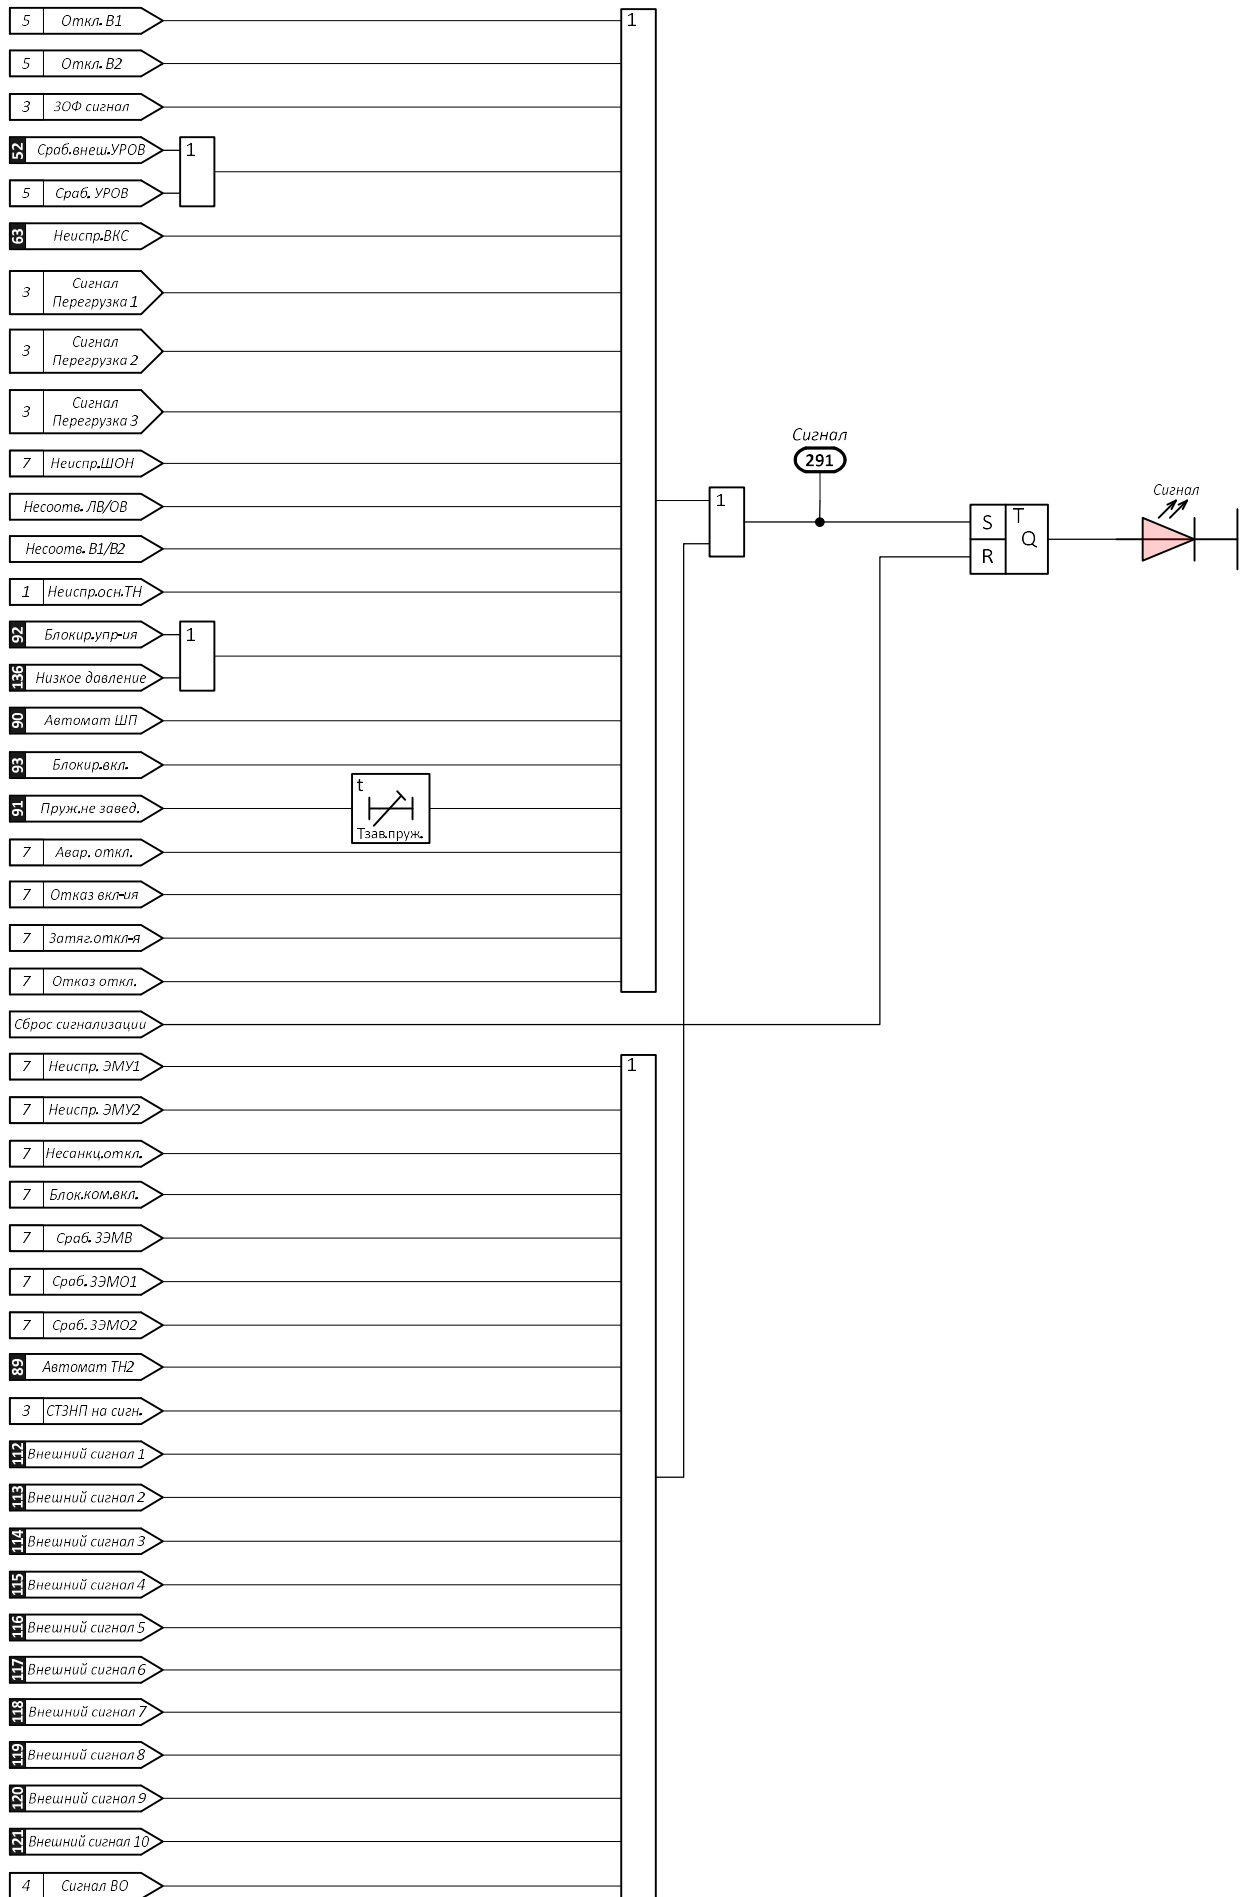 5 Откл. В1
1
5 Откл. В2
3 ЗОФ сигнал
52 Сраб.внеш.УРОВ
1
5 Сраб. УРОВ
63 Неиспр.ВКС
3 Сигнал
Перегрузка 1
3 Сигнал
Перегрузка 2
3 Сигнал
Перегрузка 3
Сигнал
291
7 Неиспр.ШОН
Сигнал
Несоотв. ЛВ/ОВ
1
S T
Q
R
Несоотв. В1/В2
1 Неиспр.осн.ТН
92 Блокир.упр-ия
1
136 Низкое давление
90 Автомат ШП
93 Блокир.вкл.
t
91 Пруж.не завед.
Тзав.пруж.
7 Авар. откл.
7 Отказ вкл-ия
7 Затяг.откл-я
7 Отказ откл.
Сброс сигнализации
7 Неиспр. ЭМУ1
1
7 Неиспр. ЭМУ2
7 Несанкц.откл.
7 Блок.ком.вкл.
7 Сраб. ЗЭМВ
7 Сраб. ЗЭМО1
7 Сраб. ЗЭМО2
89 Автомат ТН2
3 СТЗНП на сигн.
112 Внешний сигнал 1
113 Внешний сигнал 2
114 Внешний сигнал 3
115 Внешний сигнал 4
116 Внешний сигнал 5
117 Внешний сигнал 6
118 Внешний сигнал 7
119 Внешний сигнал 8
120 Внешний сигнал 9
121 Внешний сигнал 10
4 Сигнал ВО